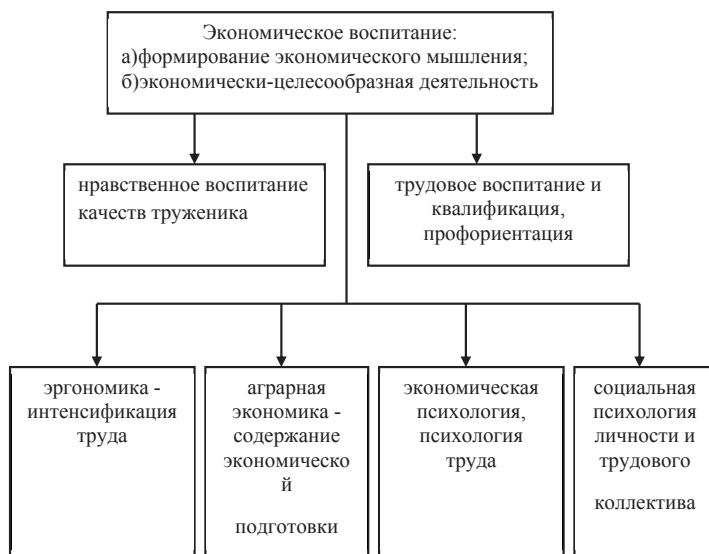 Экономическое воспитание:
а)формирование экономического мышления;
б)экономически-целесообразная деятельность
нравственное воспитание
качеств труженика
трудовое воспитание и
квалификация,
профориентация
эргономика -
интенсификация
труда
аграрная
экономика -
содержание
экономическо
й
подготовки
экономическая
психология,
психология
труда
социальная
психология
личности и
трудового
коллектива